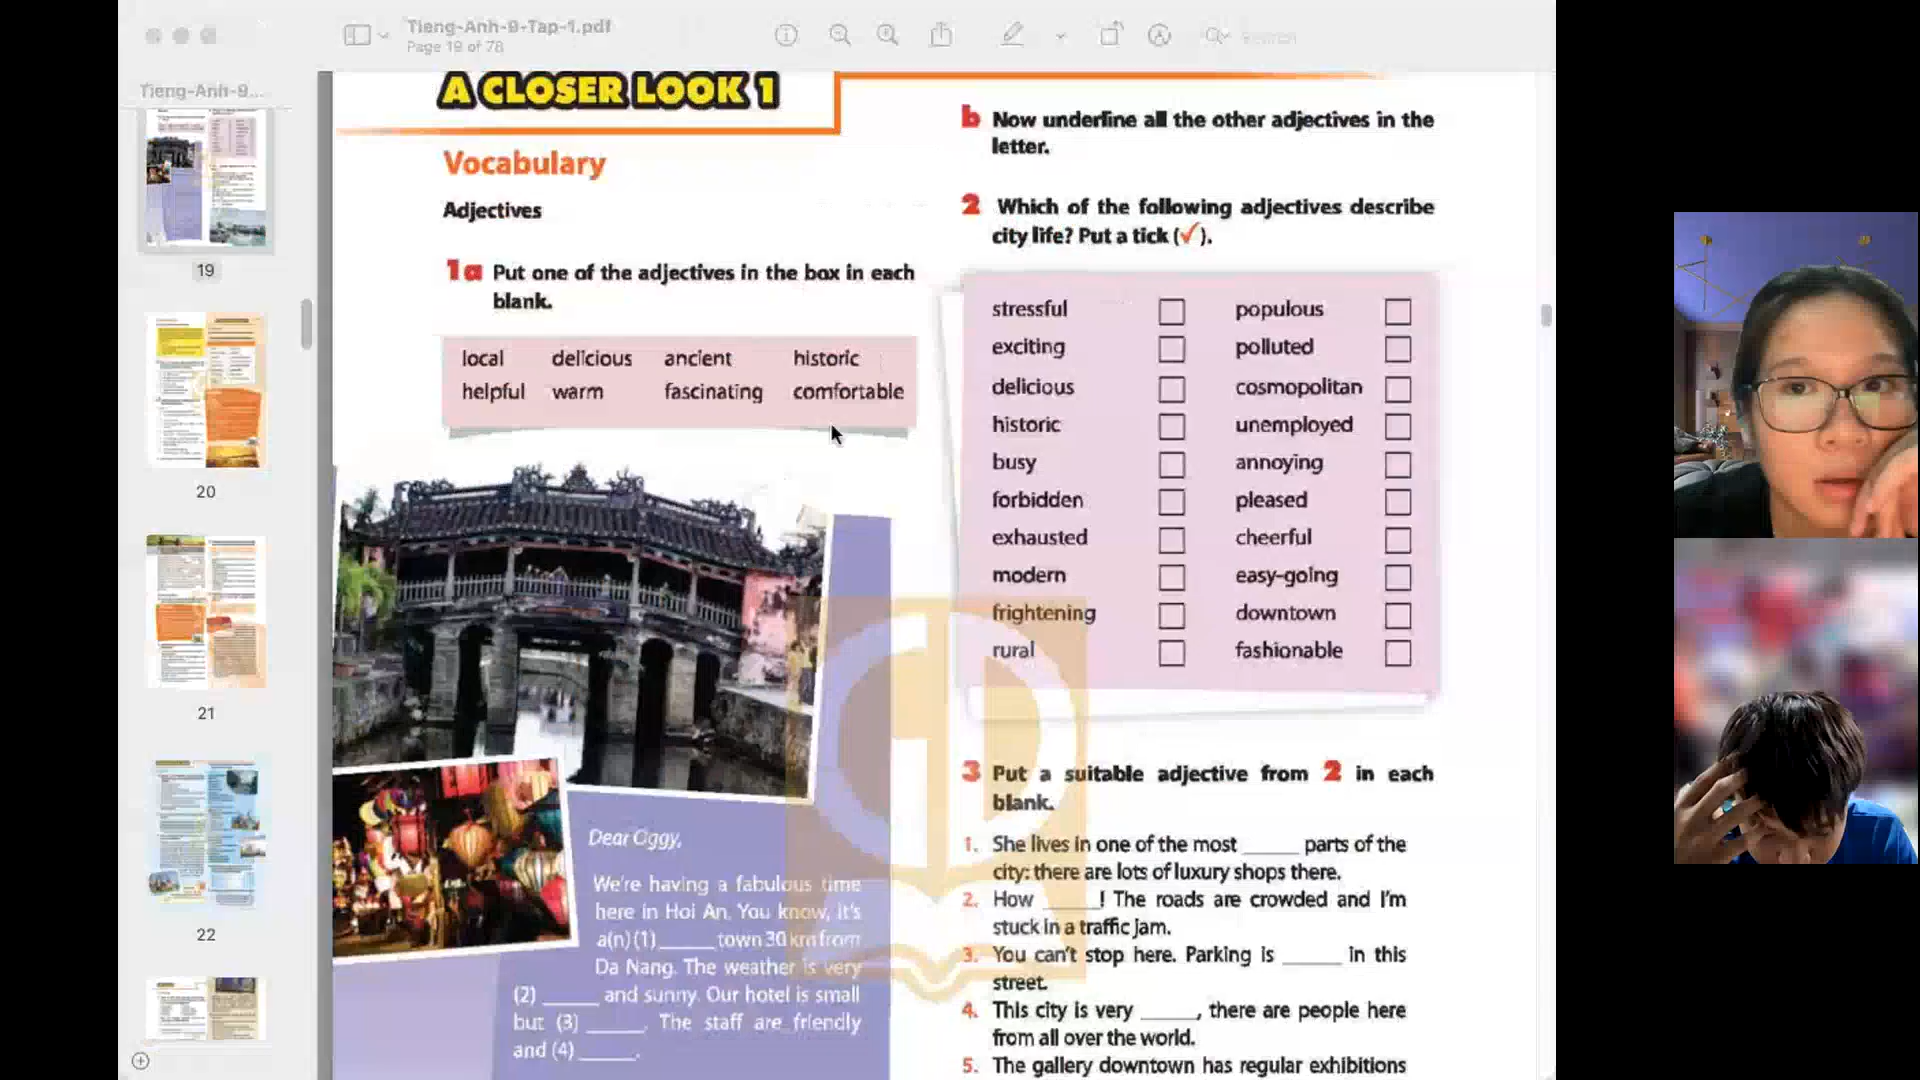 Tieng-Anh-9-Tap-1.pdf
Page 19 of 78
Search
Tieng-Anh-9...
19
20
21
22
A CLOSER LOOK 1
Vocabulary
Adjectives
1a Put one of the adjectives in the box in each
blank.
local delicious ancient historic
helpful warm fascinating comfortable
Dear Oggy,
We're having a fabulous time
here in Hoi An. You know, it's
a(n) (1) ______ town 30 km from
Da Nang. The weather is very
(2) ______ and sunny. Our hotel is small
but (3) ______. The staff are friendly
and (4) ______.
b Now underline all the other adjectives in the
letter.
2 Which of the following adjectives describe
city life? Put a tick (✓).
stressful populous
exciting polluted
delicious cosmopolitan
historic unemployed
busy annoying
forbidden pleased
exhausted cheerful
modern easy-going
frightening downtown
rural fashionable
3 Put a suitable adjective from 2 in each
blank.
1. She lives in one of the most ______ parts of the
city: there are lots of luxury shops there.
2. How ______! The roads are crowded and I'm
stuck in a traffic jam.
3. You can't stop here. Parking is ______ in this
street.
4. This city is very ______, there are people here
from all over the world.
5. The gallery downtown has regular exhibitions